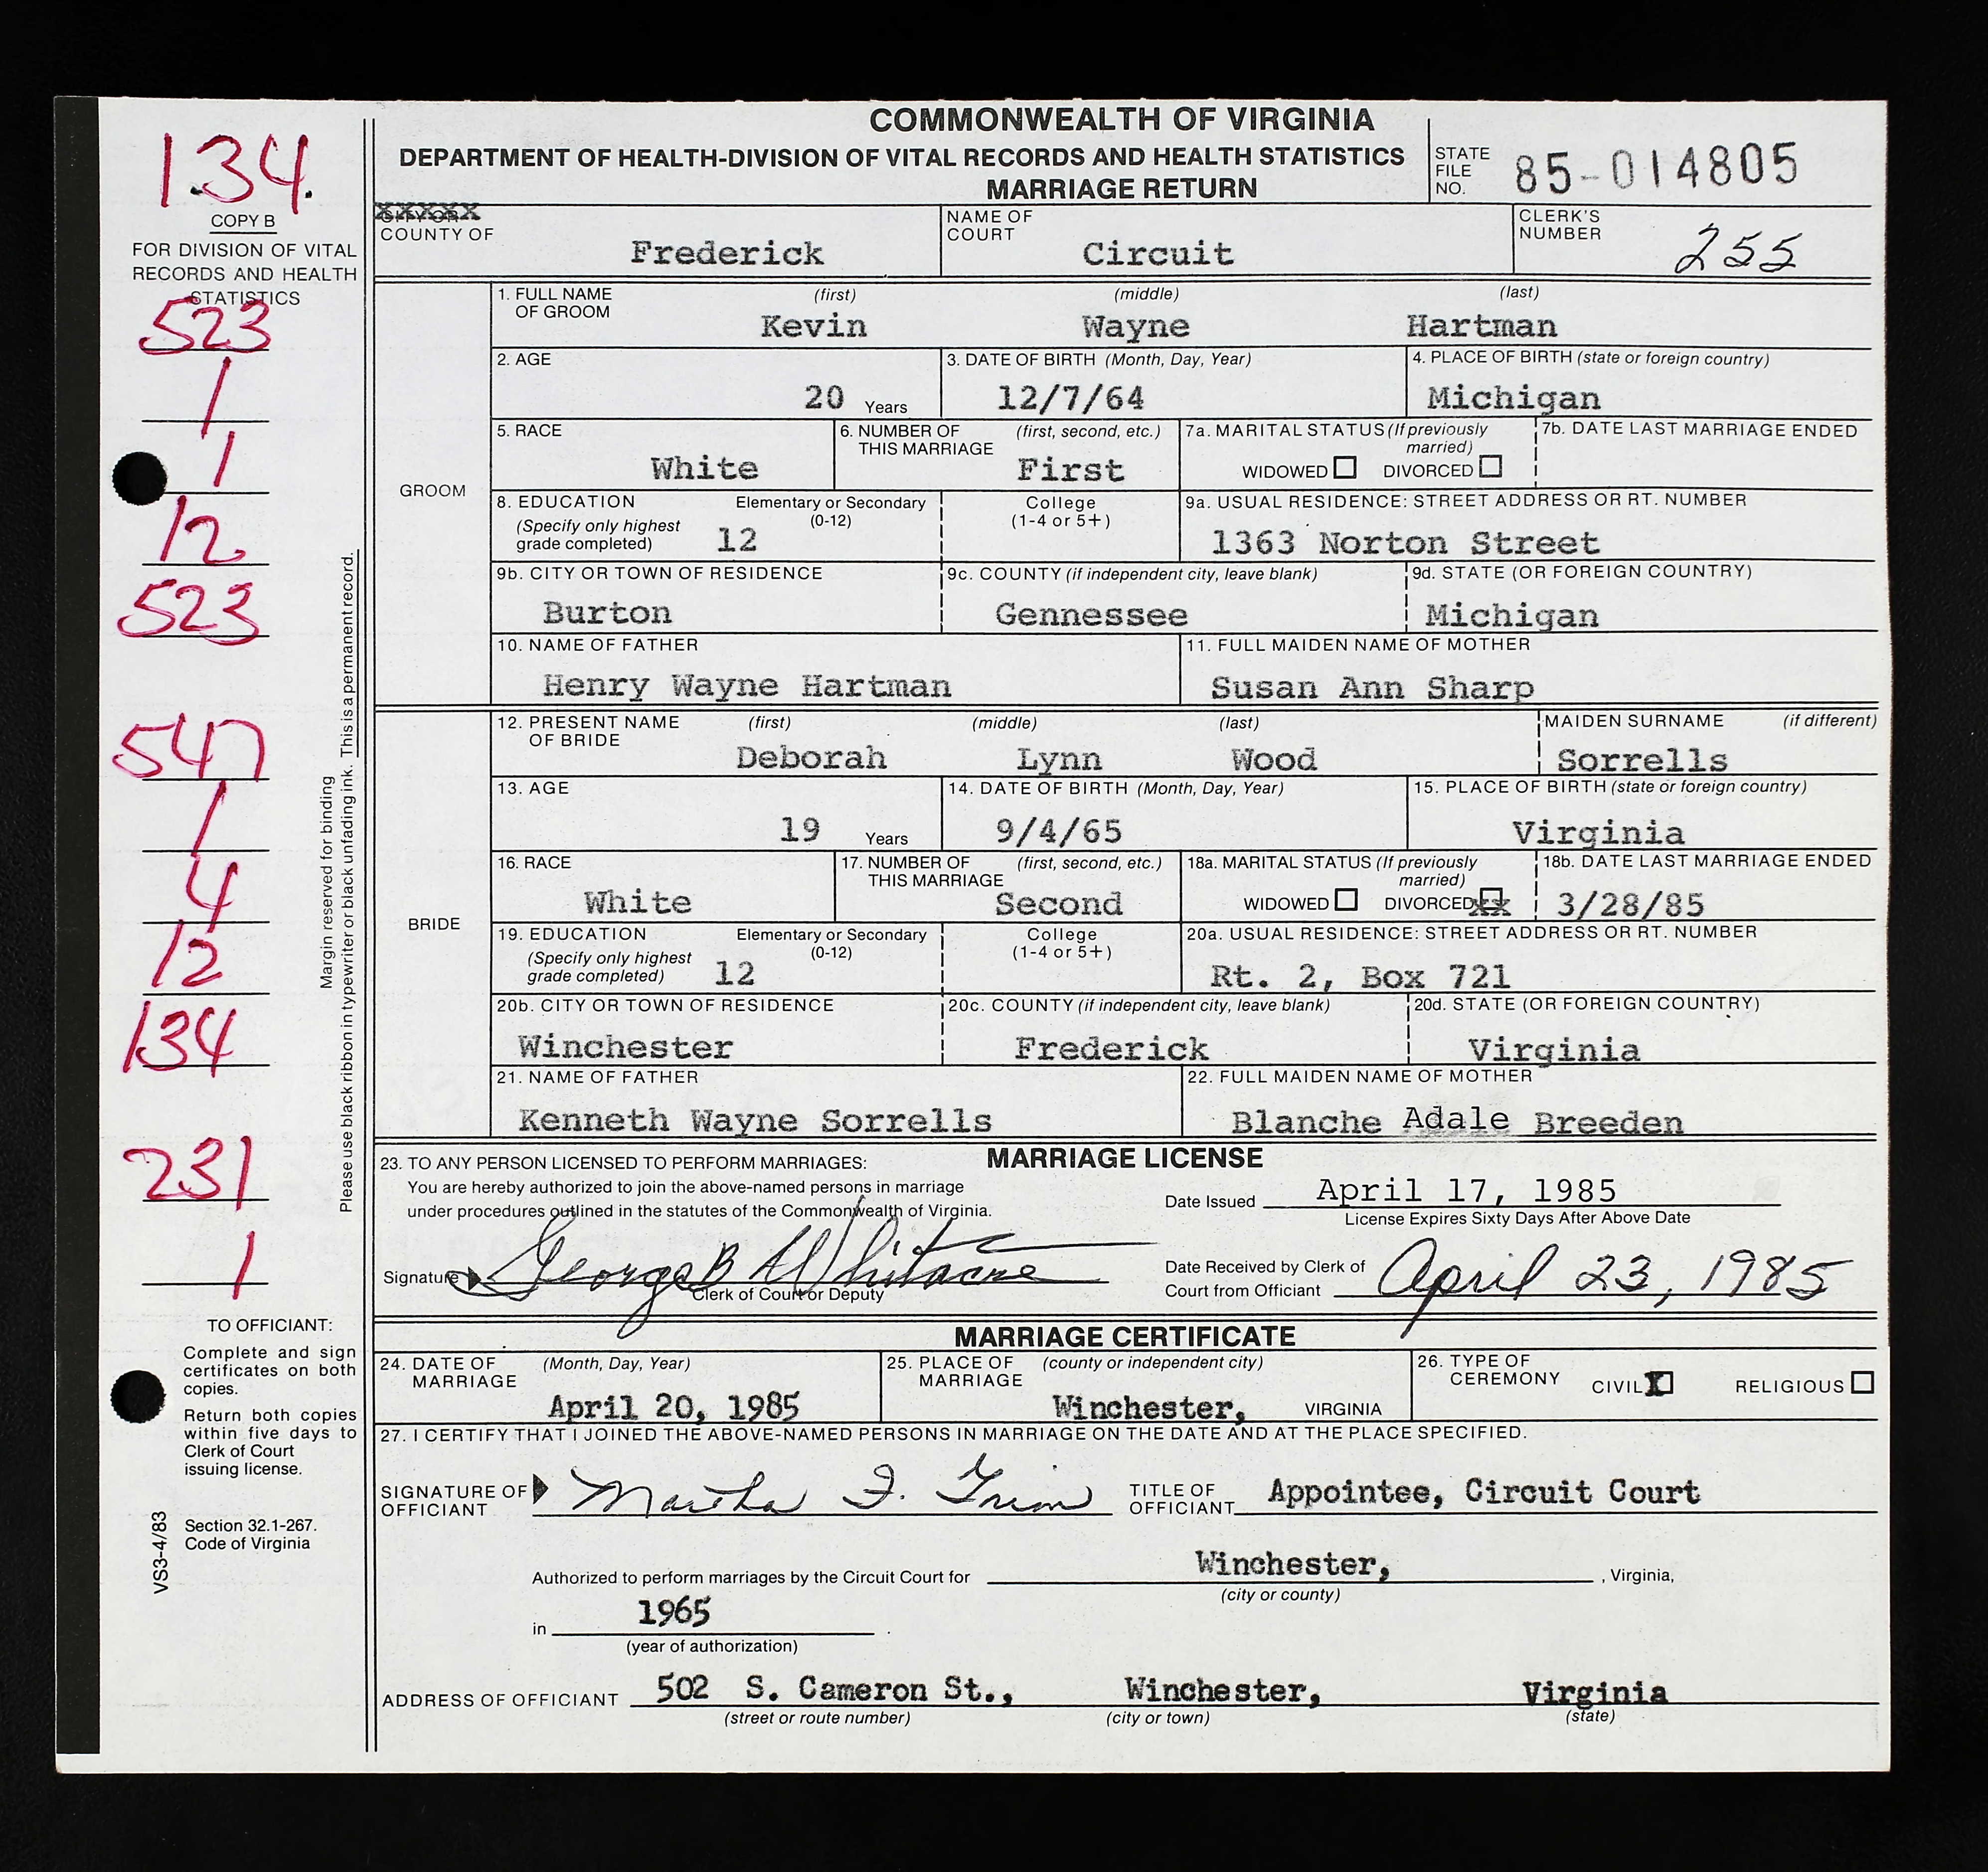 COMMONWEALTH OF VIRGINIA
DEPARTMENT OF HEALTH-DIVISION OF VITAL RECORDS AND HEALTH STATISTICS
MARRIAGE RETURN
STATE FILE NO. 85-014805
134
COPY B
FOR DIVISION OF VITAL
RECORDS AND HEALTH
STATISTICS
523
1
1
12
523
547
1
4
12
134
231
1
Margin reserved for binding
Please use black ribbon in typewriter or black unfading ink. This is a permanent record.
TO OFFICIANT:
Complete and sign
certificates on both
copies.
Return both copies
within five days to
Clerk of Court
issuing license.
Section 32.1-267.
Code of Virginia
VS3-4/83
CITY OR XXXXX
COUNTY OF Frederick
NAME OF COURT Circuit
CLERK'S NUMBER 255
GROOM
1. FULL NAME OF GROOM (first) (middle) (last)
Kevin Wayne Hartman
2. AGE 20 Years
3. DATE OF BIRTH (Month, Day, Year) 12/7/64
4. PLACE OF BIRTH (state or foreign country) Michigan
5. RACE White
6. NUMBER OF THIS MARRIAGE (first, second, etc.) First
7a. MARITAL STATUS (If previously married) WIDOWED DIVORCED
7b. DATE LAST MARRIAGE ENDED
8. EDUCATION (Specify only highest grade completed) Elementary or Secondary (0-12) 12
College (1-4 or 5+)
9a. USUAL RESIDENCE: STREET ADDRESS OR RT. NUMBER
1363 Norton Street
9b. CITY OR TOWN OF RESIDENCE Burton
9c. COUNTY (if independent city, leave blank) Gennessee
9d. STATE (OR FOREIGN COUNTRY) Michigan
10. NAME OF FATHER Henry Wayne Hartman
11. FULL MAIDEN NAME OF MOTHER Susan Ann Sharp
BRIDE
12. PRESENT NAME OF BRIDE (first) (middle) (last)
Deborah Lynn Wood
MAIDEN SURNAME (if different) Sorrells
13. AGE 19 Years
14. DATE OF BIRTH (Month, Day, Year) 9/4/65
15. PLACE OF BIRTH (state or foreign country) Virginia
16. RACE White
17. NUMBER OF THIS MARRIAGE (first, second, etc.) Second
18a. MARITAL STATUS (If previously married) WIDOWED DIVORCED xx
18b. DATE LAST MARRIAGE ENDED 3/28/85
19. EDUCATION (Specify only highest grade completed) Elementary or Secondary (0-12) 12
College (1-4 or 5+)
20a. USUAL RESIDENCE: STREET ADDRESS OR RT. NUMBER
Rt. 2, Box 721
20b. CITY OR TOWN OF RESIDENCE Winchester
20c. COUNTY (if independent city, leave blank) Frederick
20d. STATE (OR FOREIGN COUNTRY) Virginia
21. NAME OF FATHER Kenneth Wayne Sorrells
22. FULL MAIDEN NAME OF MOTHER Blanche Adale Breeden
MARRIAGE LICENSE
23. TO ANY PERSON LICENSED TO PERFORM MARRIAGES:
You are hereby authorized to join the above-named persons in marriage
under procedures outlined in the statutes of the Commonwealth of Virginia.
Date Issued April 17, 1985
License Expires Sixty Days After Above Date
Signature George B Whitacre
Clerk of Court or Deputy
Date Received by Clerk of
Court from Officiant April 23, 1985
MARRIAGE CERTIFICATE
24. DATE OF MARRIAGE (Month, Day, Year) April 20, 1985
25. PLACE OF MARRIAGE (county or independent city) Winchester, VIRGINIA
26. TYPE OF CEREMONY CIVIL X RELIGIOUS
27. I CERTIFY THAT I JOINED THE ABOVE-NAMED PERSONS IN MARRIAGE ON THE DATE AND AT THE PLACE SPECIFIED.
SIGNATURE OF OFFICIANT Martha F.
TITLE OF OFFICIANT Appointee, Circuit Court
Authorized to perform marriages by the Circuit Court for Winchester, , Virginia,
(city or county)
in 1965 .
(year of authorization)
ADDRESS OF OFFICIANT 502 S. Cameron St., Winchester, Virginia
(street or route number) (city or town) (state)